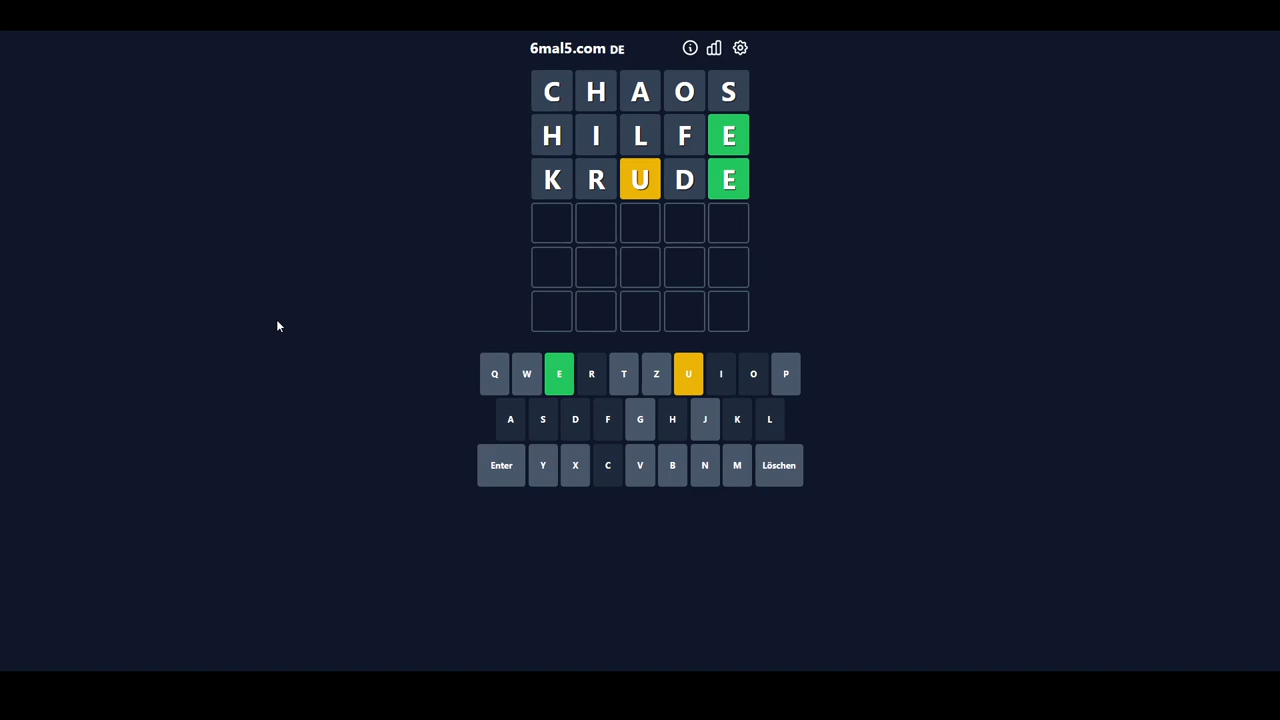 6mal5.com DE
C H A O S
H I L F E
K R U D E
Q W E R T Z U I O P
A S D F G H J K L
Enter Y X C V B N M Löschen